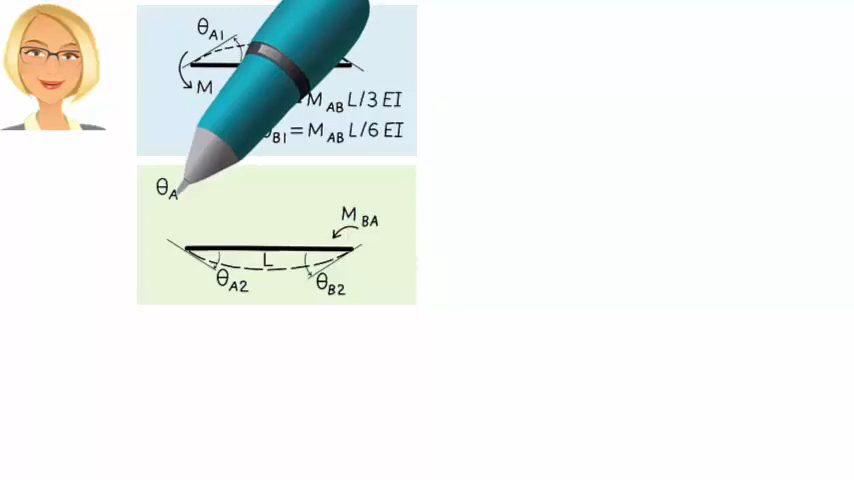 θA1
M
MAB L/3 EI
B1 = MAB L/6 EI
θA
MBA
L
θA2
θB2